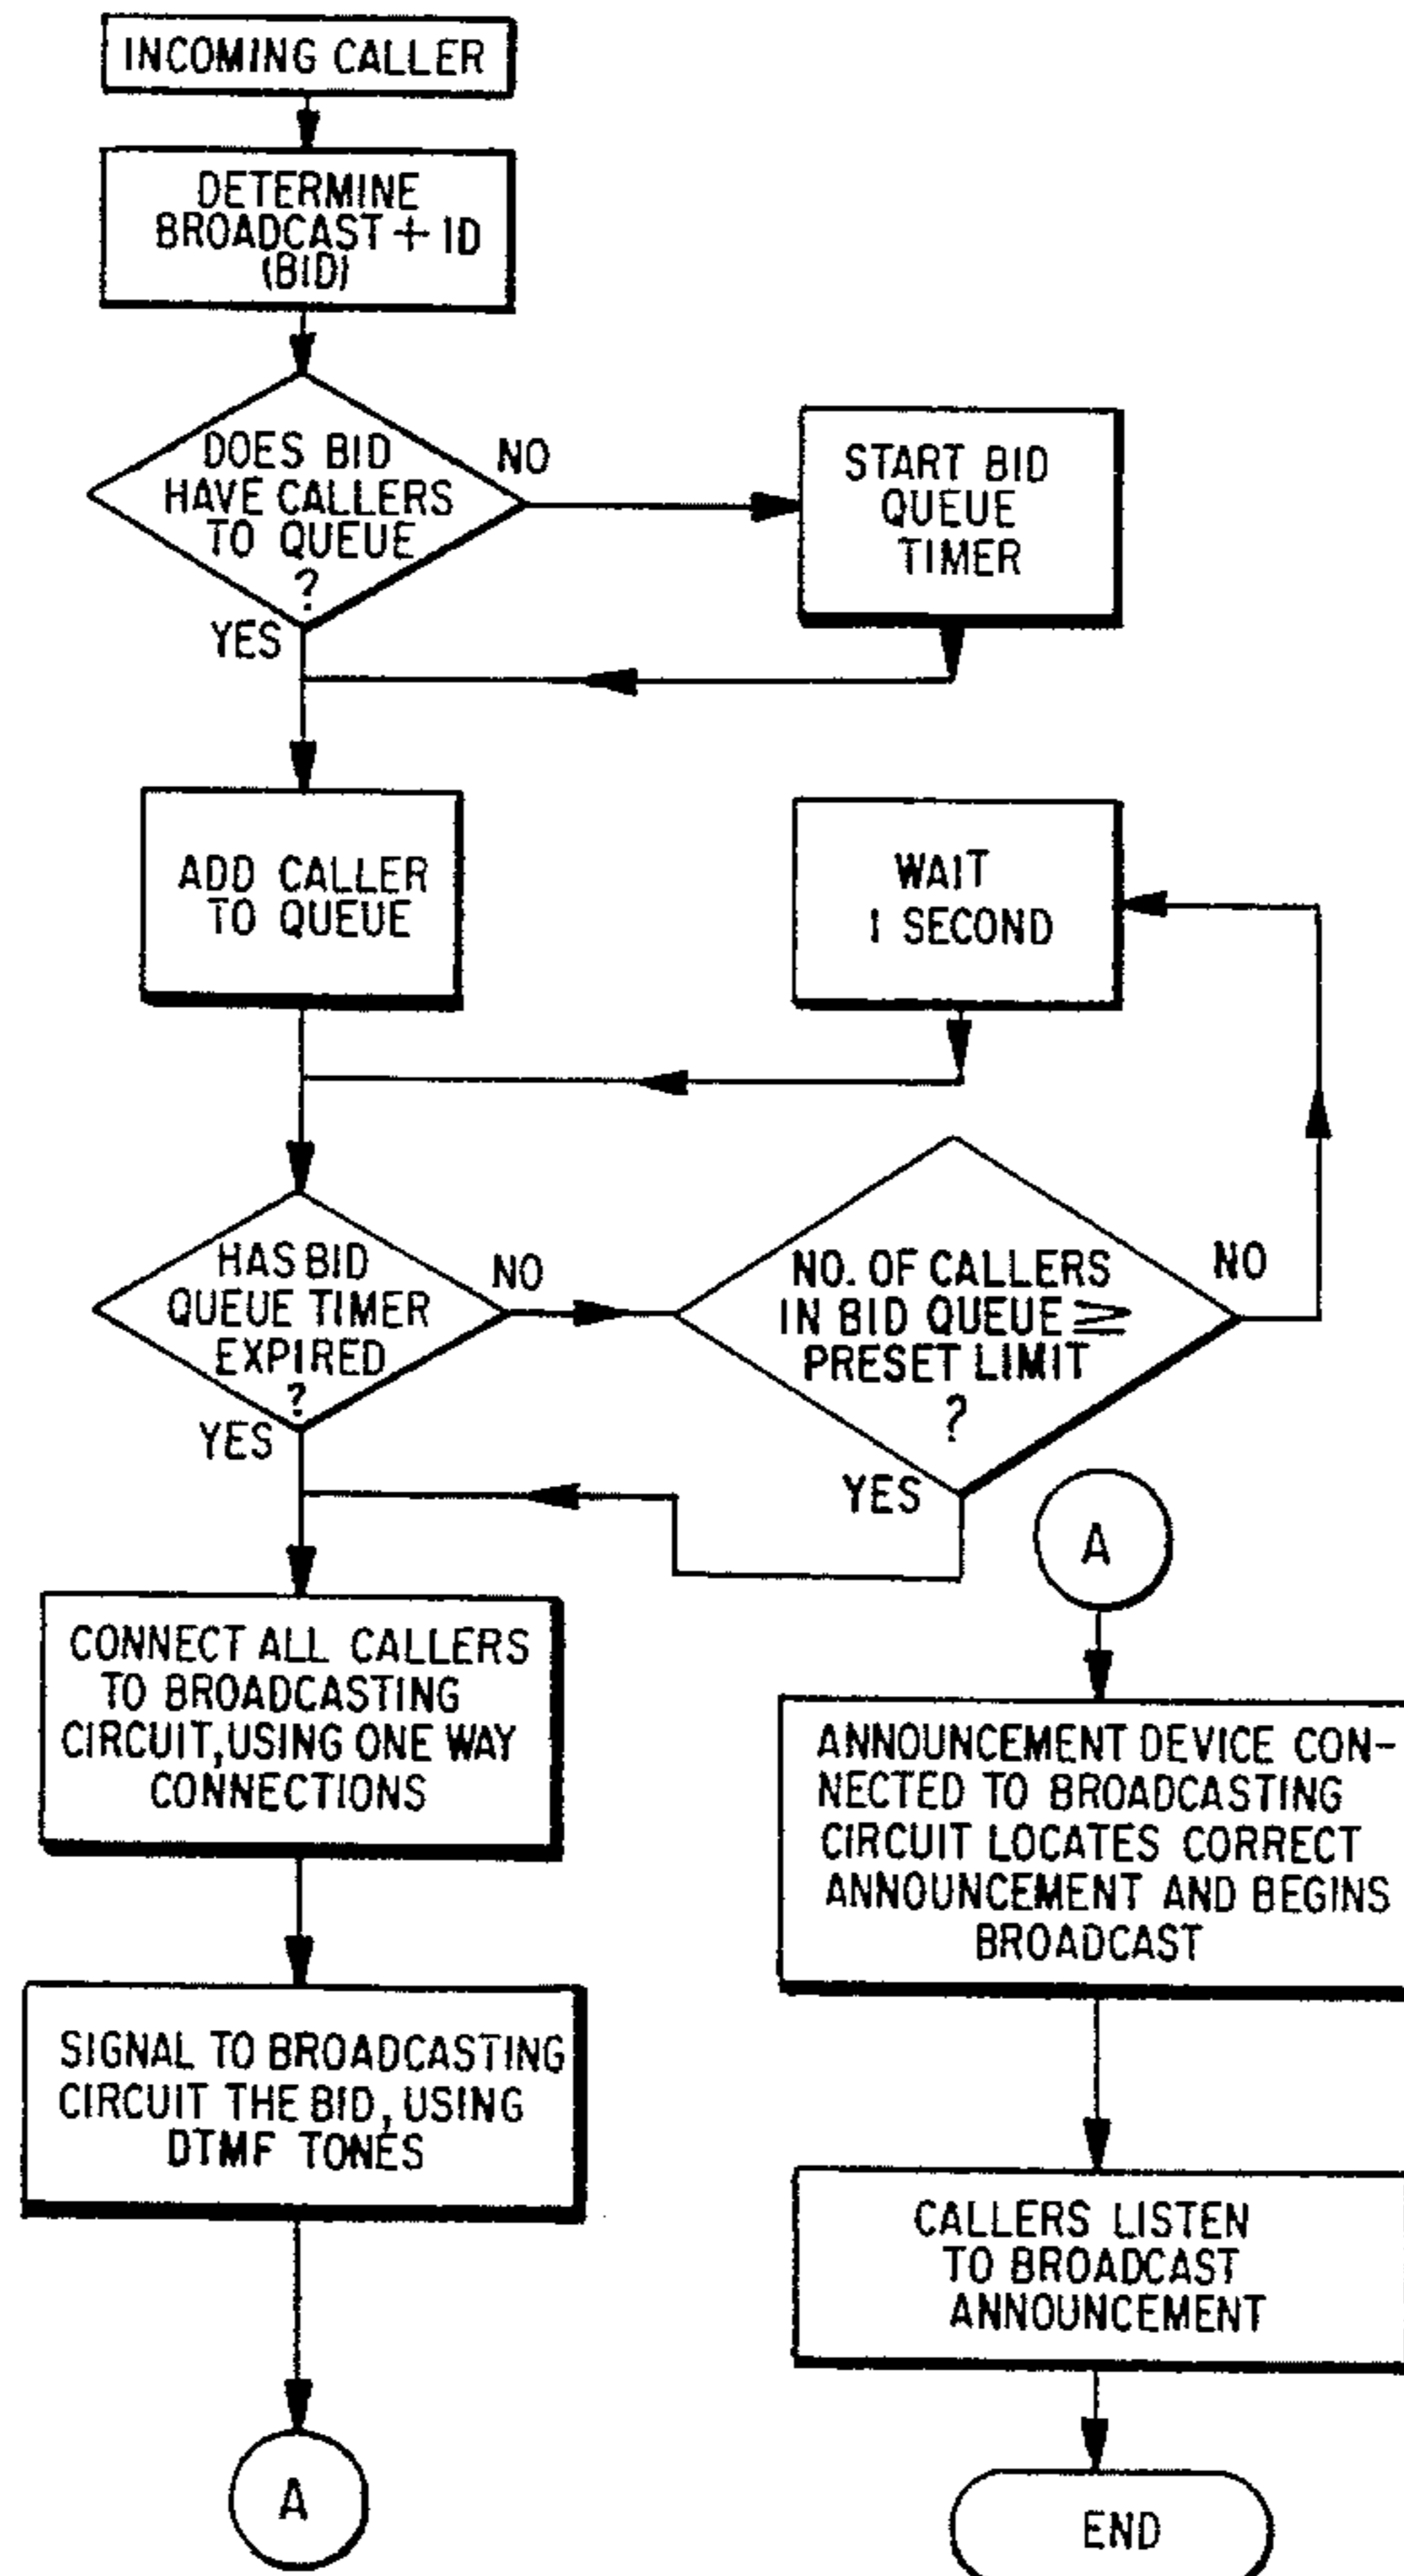 INCOMING CALLER
DETERMINE
BROADCAST + ID
(BID)
DOES BID
HAVE CALLERS
TO QUEUE
?
NO
YES
START BID
QUEUE
TIMER
ADD CALLER
TO QUEUE
WAIT
1 SECOND
HAS BID
QUEUE TIMER
EXPIRED
?
NO
YES
NO. OF CALLERS
IN BID QUEUE ≥
PRESET LIMIT
?
NO
YES
CONNECT ALL CALLERS
TO BROADCASTING
CIRCUIT, USING ONE WAY
CONNECTIONS
SIGNAL TO BROADCASTING
CIRCUIT THE BID, USING
DTMF TONES
A
A
ANNOUNCEMENT DEVICE CON-
NECTED TO BROADCASTING
CIRCUIT LOCATES CORRECT
ANNOUNCEMENT AND BEGINS
BROADCAST
CALLERS LISTEN
TO BROADCAST
ANNOUNCEMENT
END